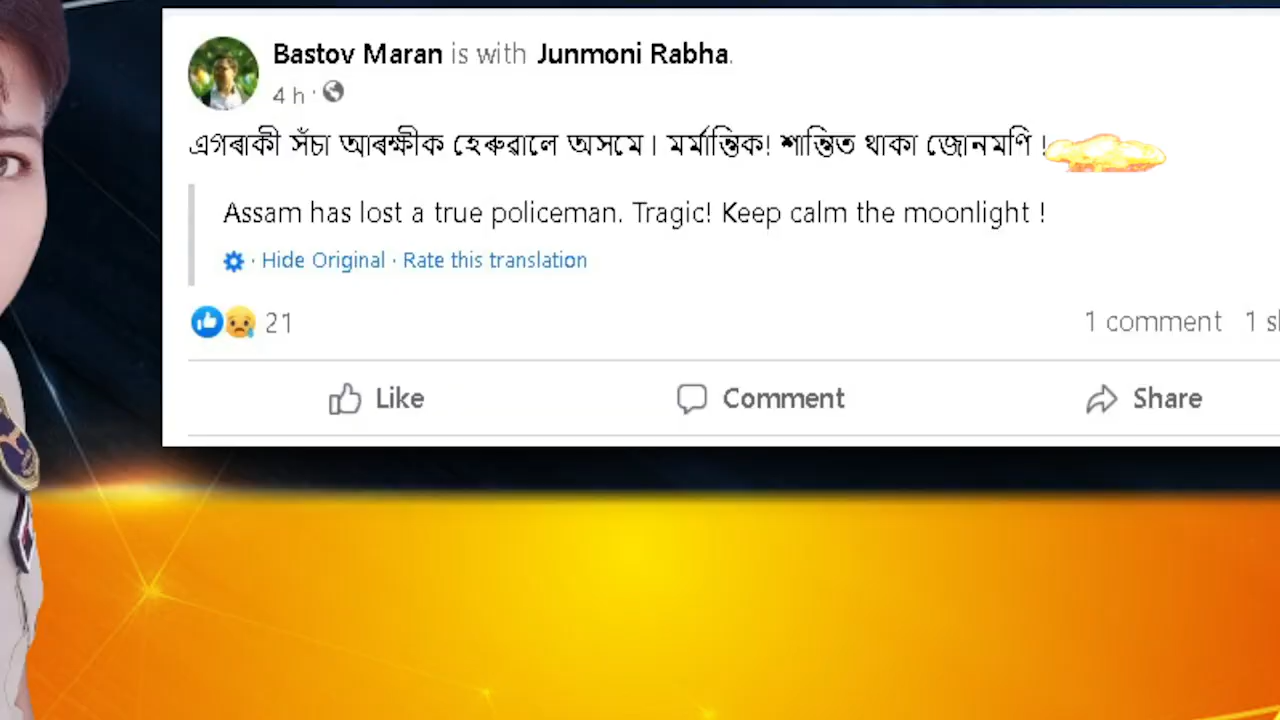 Bastov Maran is with Junmoni Rabha.
4 h ·
এগৰাকী সঁচা আৰক্ষীক হেৰুৱালে অসমে। মৰ্মান্তিক! শান্তিত থাকা জোনমণি !
Assam has lost a true policeman. Tragic! Keep calm the moonlight !
· Hide Original · Rate this translation
21 1 comment 1
Like Comment Share